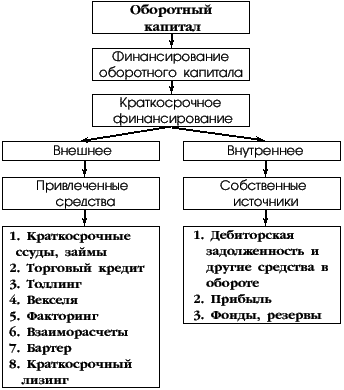 Оборотный
капитал
Финансирование
оборотного капитала
Краткосрочное
финансирование
Внешнее
Внутреннее
Привлеченные
средства
Собственные
источники
1. Краткосрочные
ссуды, займы
2. Торговый кредит
3. Толлинг
4. Векселя
5. Факторинг
6. Взаиморасчеты
7. Бартер
8. Краткосрочный
лизинг
1. Дебиторская
задолженность и
другие средства в
обороте
2. Прибыль
3. Фонды, резервы